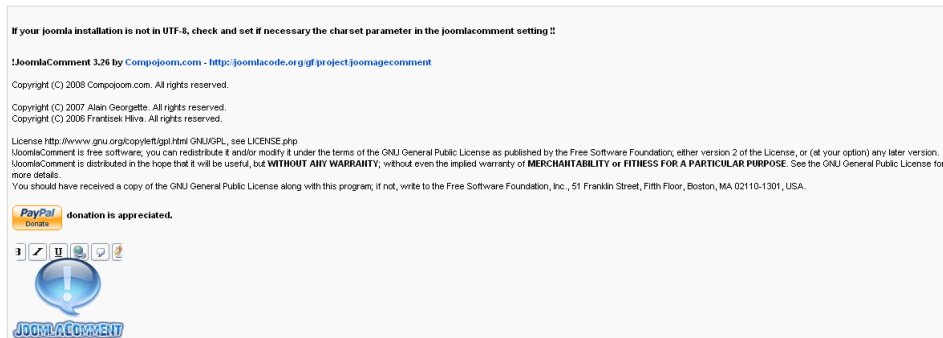 If your joomla installation is not in UTF-8, check and set if necessary the charset parameter in the joomlacomment setting !!
!JoomlaComment 3.26 by Compojoom.com - http://joomlacode.org/gf/project/joomagecomment
Copyright (C) 2008 Compojoom.com. All rights reserved.
Copyright (C) 2007 Alain Georgette. All rights reserved.
Copyright (C) 2006 Frantisek Hliva. All rights reserved.
License http://www.gnu.org/copyleft/gpl.html GNU/GPL, see LICENSE.php
!JoomlaComment is free software; you can redistribute it and/or modify it under the terms of the GNU General Public License as published by the Free Software Foundation; either version 2 of the License, or (at your option) any later version.
!JoomlaComment is distributed in the hope that it will be useful, but WITHOUT ANY WARRANTY; without even the implied warranty of MERCHANTABILITY or FITNESS FOR A PARTICULAR PURPOSE. See the GNU General Public License for
more details.
You should have received a copy of the GNU General Public License along with this program; if not, write to the Free Software Foundation, Inc., 51 Franklin Street, Fifth Floor, Boston, MA 02110-1301, USA.
PayPal
Donate
donation is appreciated.
B I U
JOOMLACOMMENT